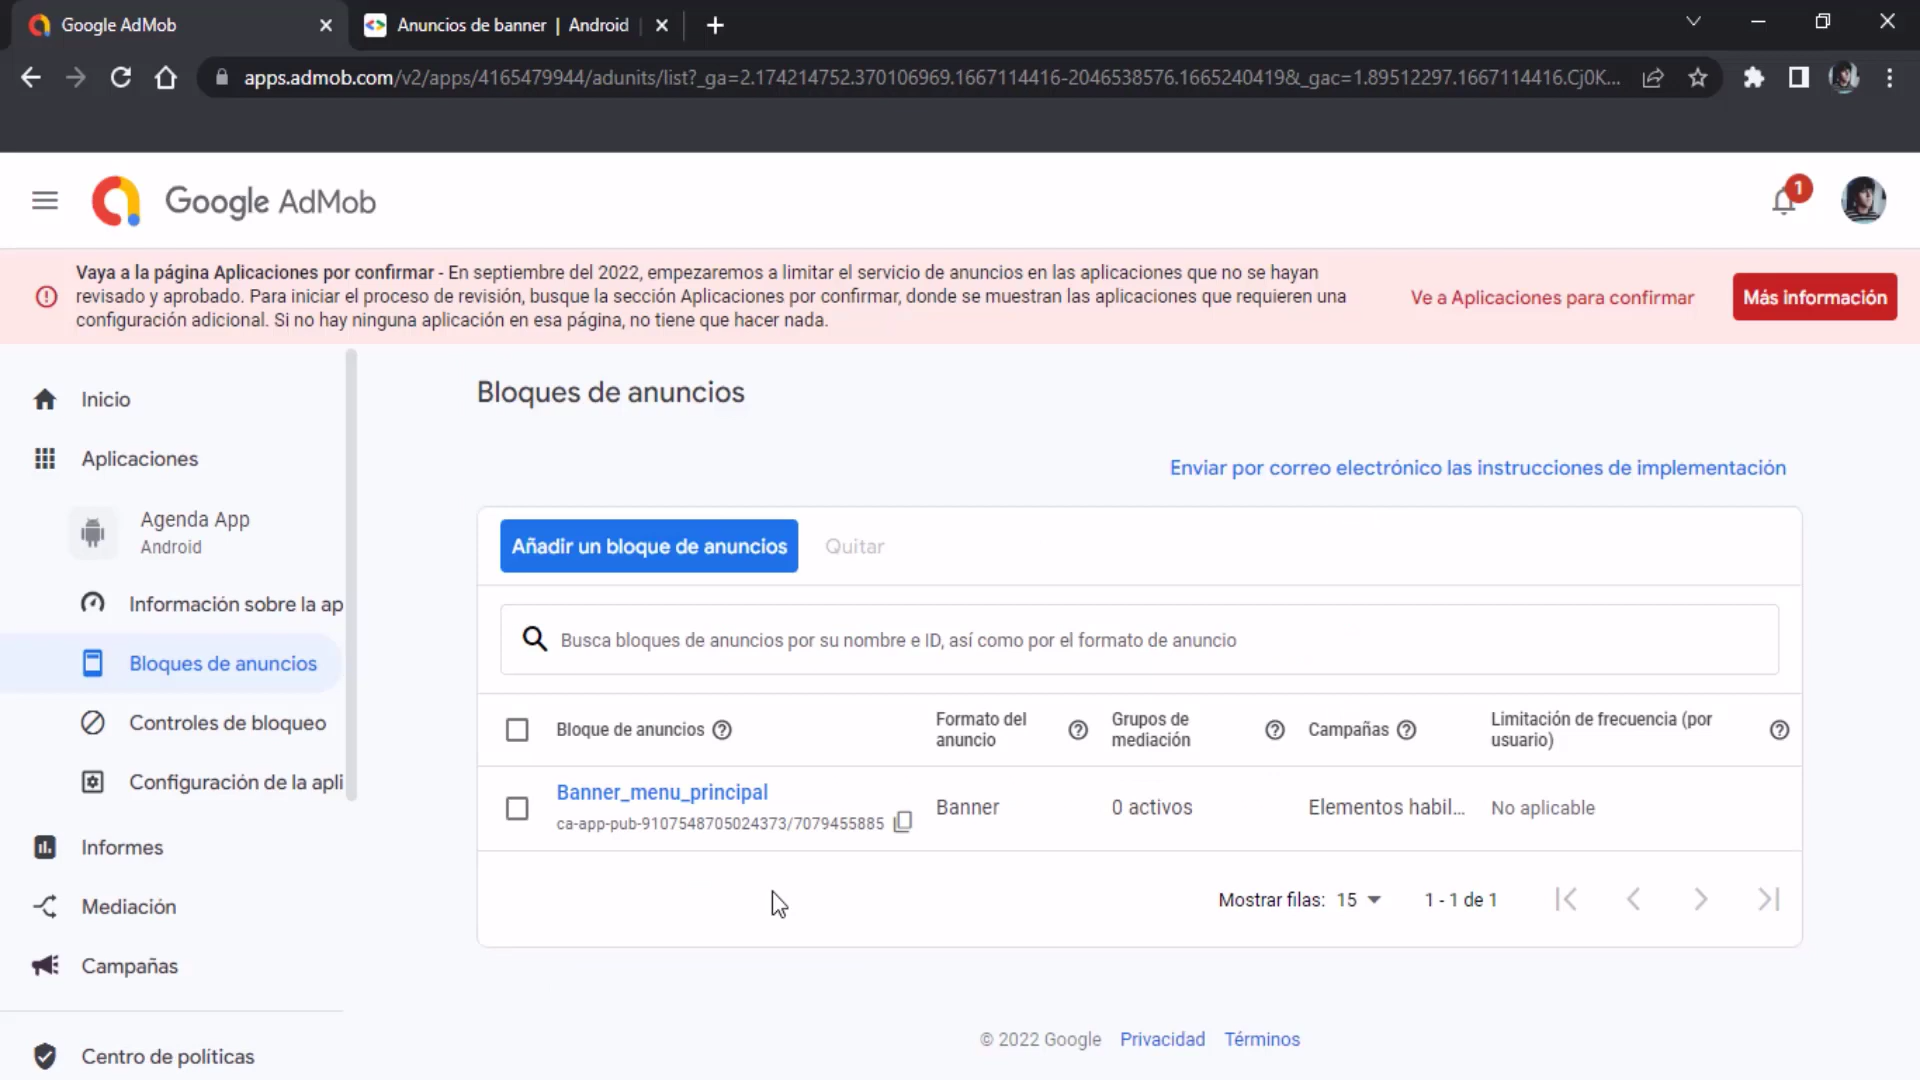 Google AdMob
Anuncios de banner | Android
apps.admob.com/v2/apps/4165479944/adunits/list?_ga=2.174214752.370106969.1667114416-2046538576.1665240419&_gac=1.89512297.1667114416.Cj0K...
Google AdMob
1
Vaya a la página Aplicaciones por confirmar - En septiembre del 2022, empezaremos a limitar el servicio de anuncios en las aplicaciones que no se hayan
revisado y aprobado. Para iniciar el proceso de revisión, busque la sección Aplicaciones por confirmar, donde se muestran las aplicaciones que requieren una
configuración adicional. Si no hay ninguna aplicación en esa página, no tiene que hacer nada.
Ve a Aplicaciones para confirmar
Más información
Inicio
Aplicaciones
Agenda App
Android
Información sobre la ap
Bloques de anuncios
Controles de bloqueo
Configuración de la apli
Informes
Mediación
Campañas
Centro de políticas
Bloques de anuncios
Enviar por correo electrónico las instrucciones de implementación
Añadir un bloque de anuncios
Quitar
Busca bloques de anuncios por su nombre e ID, así como por el formato de anuncio
Bloque de anuncios
Formato del
anuncio
Grupos de
mediación
Campañas
Limitación de frecuencia (por
usuario)
Banner_menu_principal
ca-app-pub-9107548705024373/7079455885
Banner
0 activos
Elementos habil...
No aplicable
Mostrar filas: 15
1 - 1 de 1
© 2022 Google Privacidad Términos